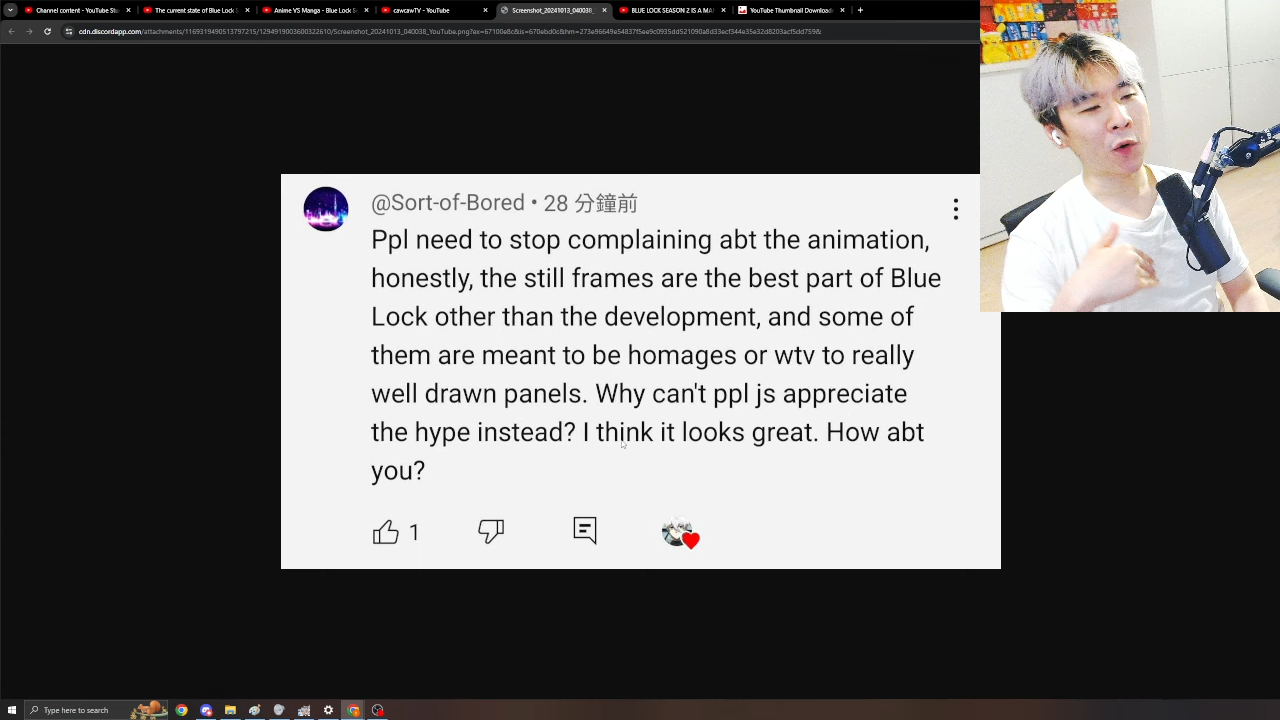 Channel content - YouTube Stu
The current state of Blue Lock S
Anime VS Manga - Blue Lock S
cawcawTV - YouTube
Screenshot_20241013_040038_
BLUE LOCK SEASON 2 IS A MA
YouTube Thumbnail Download
@Sort-of-Bored • 28 分鐘前
Ppl need to stop complaining abt the animation,
honestly, the still frames are the best part of Blue
Lock other than the development, and some of
them are meant to be homages or wtv to really
well drawn panels. Why can't ppl js appreciate
the hype instead? I think it looks great. How abt
you?
1
Type here to search